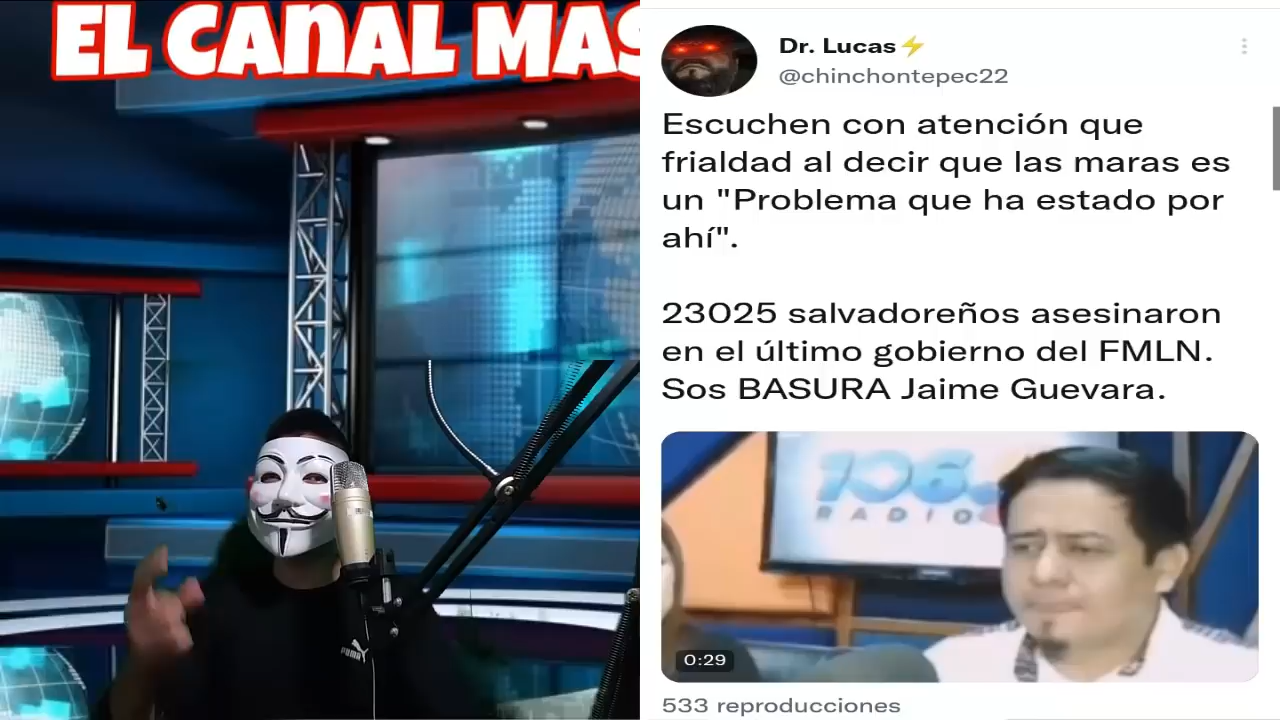 EL CANAL MAS
Dr. Lucas⚡
@chinchontepec22
Escuchen con atención que
frialdad al decir que las maras es
un "Problema que ha estado por
ahí".
23025 salvadoreños asesinaron
en el último gobierno del FMLN.
Sos BASURA Jaime Guevara.
106.
RADIO
0:29
533 reproducciones
PUMA